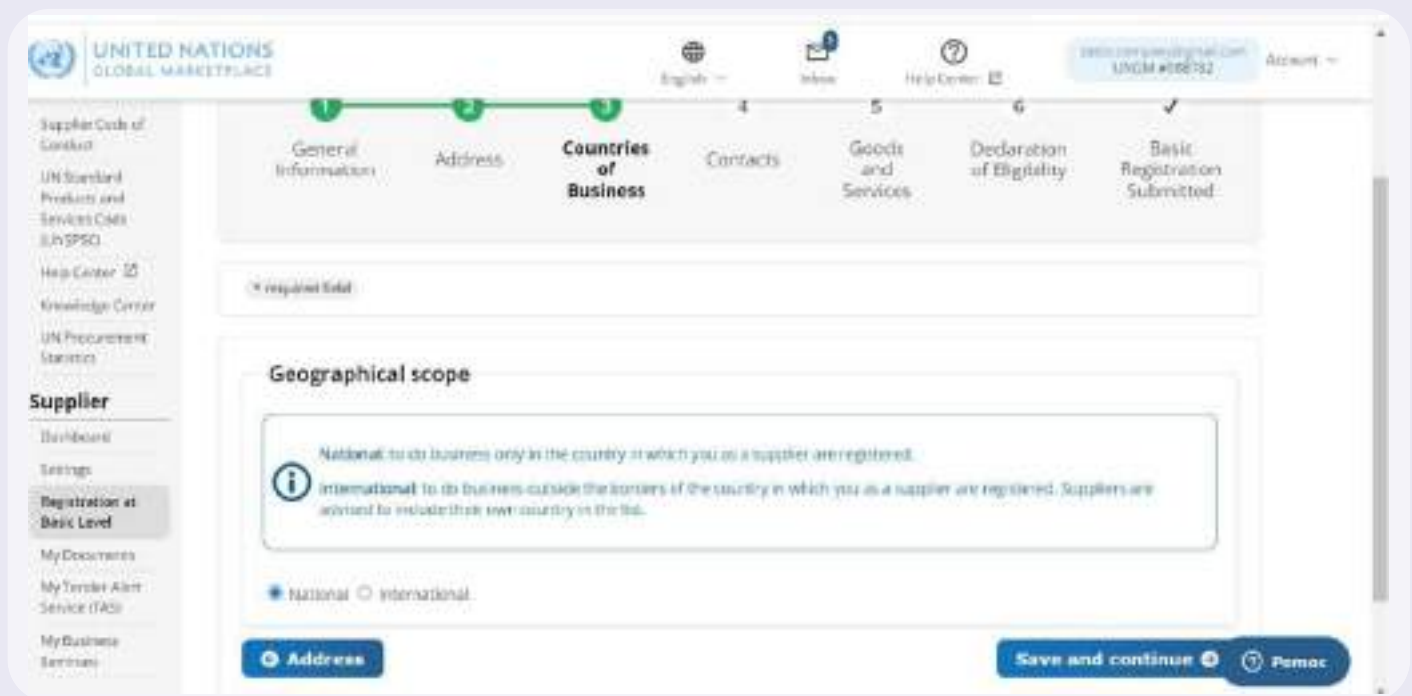 UNITED NATIONS
GLOBAL MARKETPLACE
English
Inbox
Help Center
UNGM
Account
1
2
3
4
5
6
General
Information
Address
Countries
of
Business
Contacts
Goods
and
Services
Declaration
of Eligibility
Basic
Registration
Submitted
Supplier Code of
Conduct
UN Standard
Products and
Services Code
(UNSPSC)
Help Center
Knowledge Center
UN Procurement
Statistics
Supplier
Dashboard
Settings
Registration at
Basic Level
My Documents
My Tender Alert
Service (TAS)
My Business
Seminars
* required field
Geographical scope
National: to do business only in the country in which you as a supplier are registered.
International: to do business outside the borders of the country in which you as a supplier are registered. Suppliers are
advised to include their own country in the list.
National International
Address
Save and continue
Pomoc